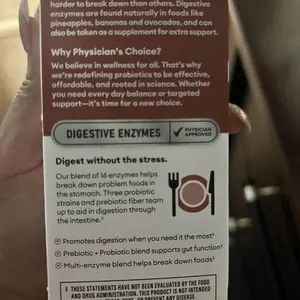 harder to break down than others. Digestive
enzymes are found naturally in foods like
pineapples, bananas and avocados, and can
also be taken as a supplement for extra support.
Why Physician's Choice?
We believe in wellness for all. That's why
we're redefining probiotics to be effective,
affordable, and rooted in science. Whether
you need every day balance or targeted
support—it's time for a new choice.
DIGESTIVE ENZYMES
PHYSICIAN
APPROVED
Digest without the stress.
Our blend of 16 enzymes helps
break down problem foods in
the stomach. Three probiotic
strains and prebiotic fiber team
up to aid in digestion through
the intestine.‡
Promotes digestion when you need it the most‡
Prebiotic + Probiotic blend supports gut function‡
Multi-enzyme blend helps break down foods‡
‡ THESE STATEMENTS HAVE NOT BEEN EVALUATED BY THE FOOD
AND DRUG ADMINISTRATION. THIS PRODUCT IS NOT INTENDED